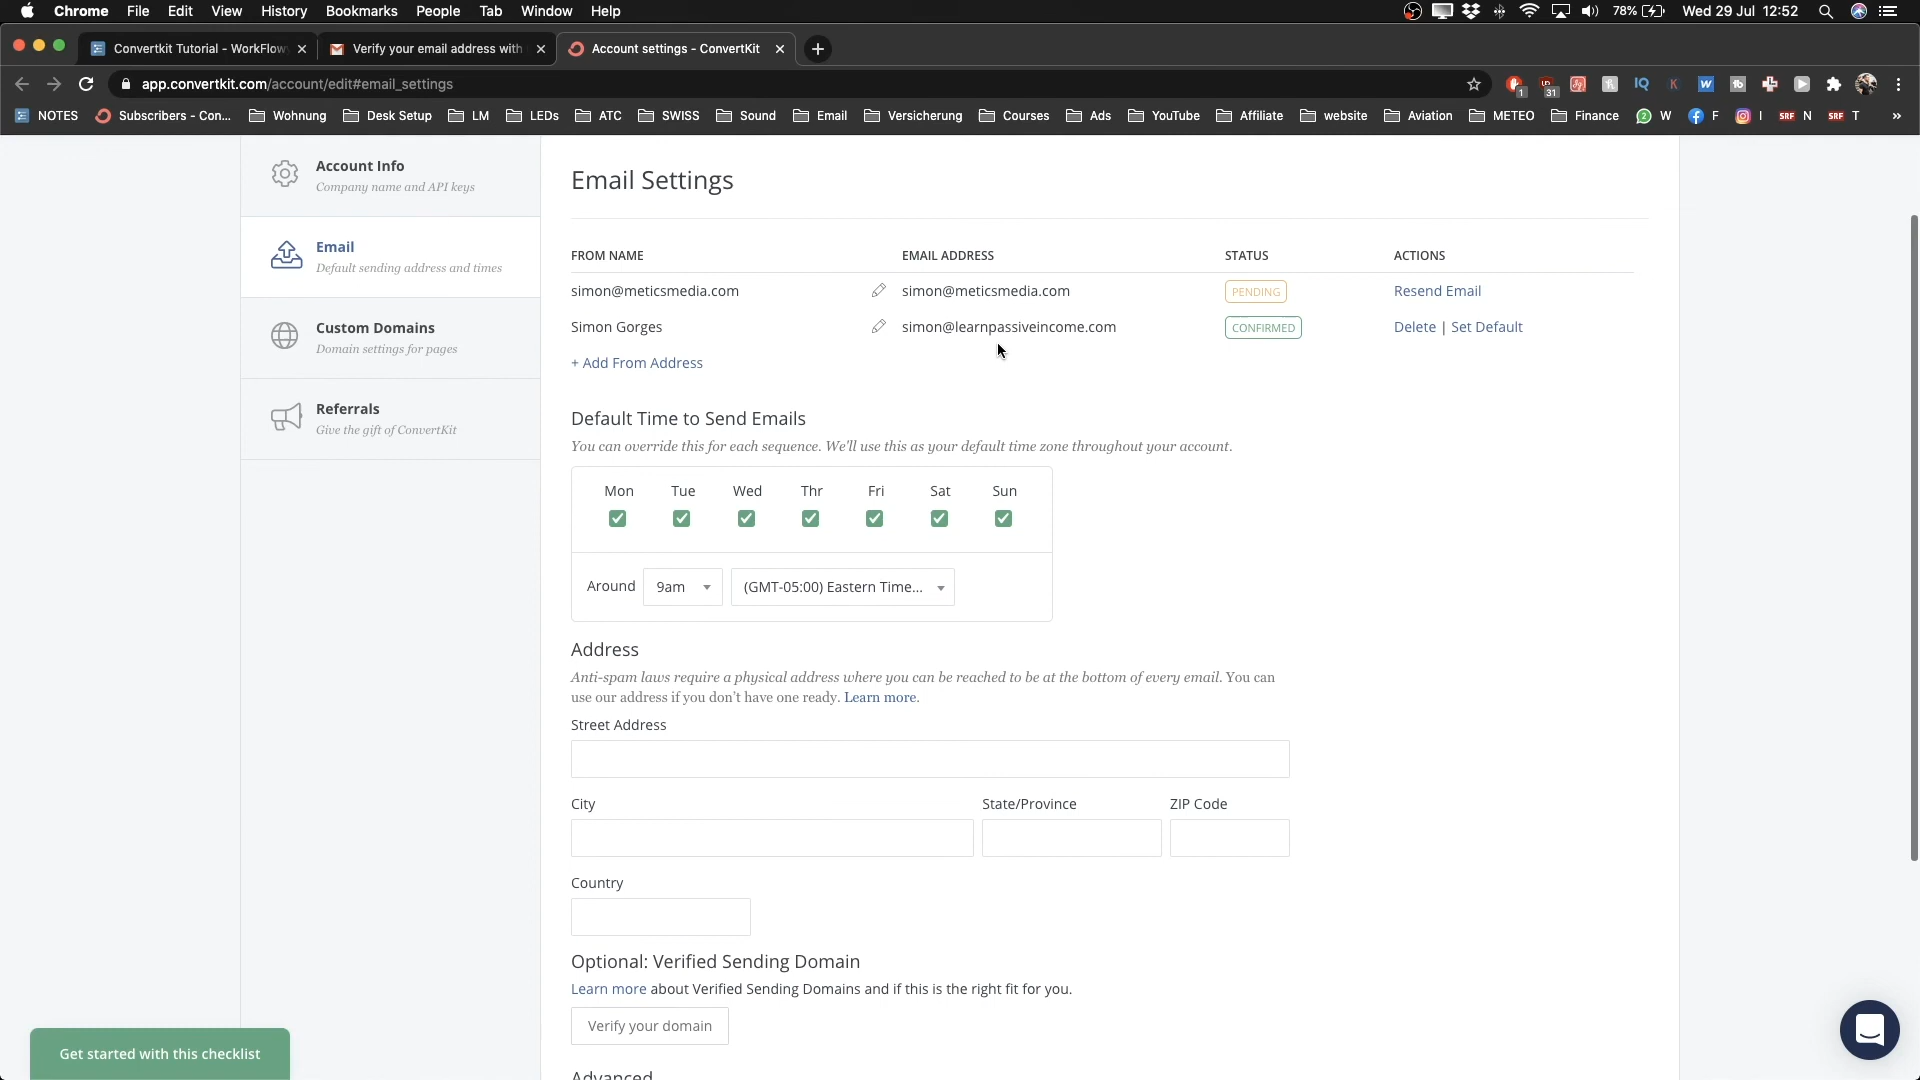 Chrome File Edit View History Bookmarks People Tab Window Help 78% Wed 29 Jul 12:52
Convertkit Tutorial - WorkFlowy Verify your email address with Account settings - ConvertKit
app.convertkit.com/account/edit#email_settings 1 31 IQ K W
NOTES Subscribers - Con... Wohnung Desk Setup LM LEDs ATC SWISS Sound Email Versicherung Courses Ads YouTube Affiliate website Aviation METEO Finance 2 W F I SRF N SRF T »
Account Info
Company name and API keys
Email
Default sending address and times
Custom Domains
Domain settings for pages
Referrals
Give the gift of ConvertKit
Email Settings
FROM NAME EMAIL ADDRESS STATUS ACTIONS
simon@meticsmedia.com simon@meticsmedia.com PENDING Resend Email
Simon Gorges simon@learnpassiveincome.com CONFIRMED Delete | Set Default
+ Add From Address
Default Time to Send Emails
You can override this for each sequence. We'll use this as your default time zone throughout your account.
Mon Tue Wed Thr Fri Sat Sun
Around 9am (GMT-05:00) Eastern Time...
Address
Anti-spam laws require a physical address where you can be reached to be at the bottom of every email. You can
use our address if you don't have one ready. Learn more.
Street Address
City State/Province ZIP Code
Country
Optional: Verified Sending Domain
Learn more about Verified Sending Domains and if this is the right fit for you.
Verify your domain
Advanced
Get started with this checklist